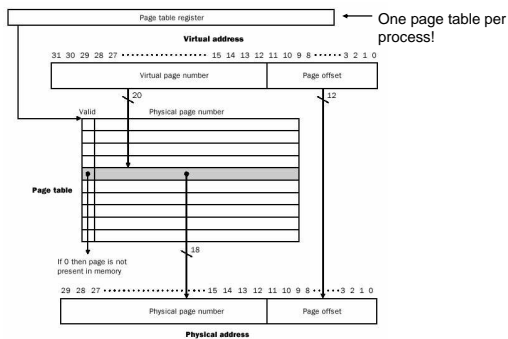 Page table register
One page table per
process!
Virtual address
31 30 29 28 27 ··················· 15 14 13 12 11 10 9 8 ······ 3 2 1 0
Virtual page number Page offset
20 12
Valid Physical page number
Page table
18
If 0 then page is not
present in memory
29 28 27 ··················· 15 14 13 12 11 10 9 8 ······ 3 2 1 0
Physical page number Page offset
Physical address